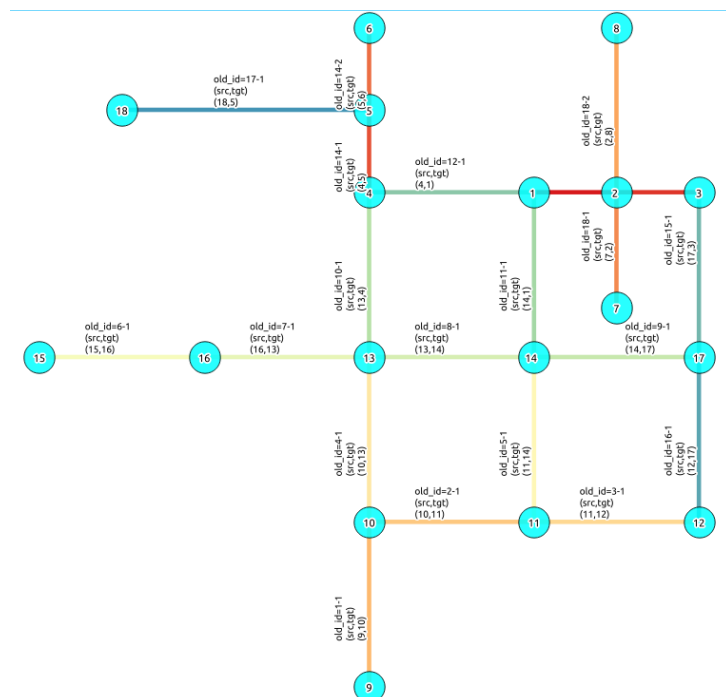 6
8
old_id=17-1
(src,tgt)
(18,5)
old_id=14-2
(src,tgt)
(5,6)
18
5
old_id=18-2
(src,tgt)
(2,8)
old_id=14-1
(src,tgt)
(4,5)
old_id=12-1
(src,tgt)
(4,1)
4
1
2
3
old_id=18-1
(src,tgt)
(7,2)
old_id=15-1
(src,tgt)
(17,3)
old_id=10-1
(src,tgt)
(13,4)
old_id=11-1
(src,tgt)
(14,1)
7
old_id=6-1
(src,tgt)
(15,16)
old_id=7-1
(src,tgt)
(16,13)
old_id=8-1
(src,tgt)
(13,14)
old_id=9-1
(src,tgt)
(14,17)
15
16
13
14
17
old_id=4-1
(src,tgt)
(10,13)
old_id=5-1
(src,tgt)
(11,14)
old_id=16-1
(src,tgt)
(12,17)
old_id=2-1
(src,tgt)
(10,11)
old_id=3-1
(src,tgt)
(11,12)
10
11
12
old_id=1-1
(src,tgt)
(9,10)
9